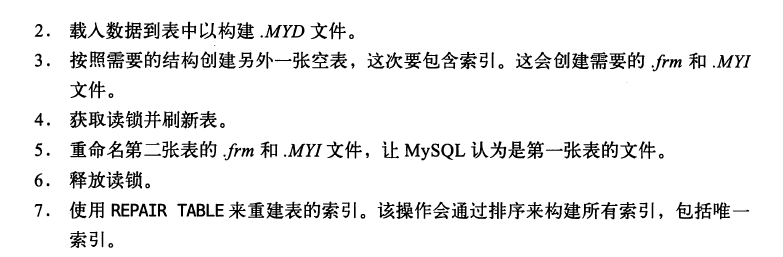 2. 载入数据到表中以构建 .MYD 文件。
3. 按照需要的结构创建另外一张空表，这次要包含索引。这会创建需要的 .frm 和 .MYI
文件。
4. 获取读锁并刷新表。
5. 重命名第二张表的 .frm 和 .MYI 文件，让 MySQL 认为是第一张表的文件。
6. 释放读锁。
7. 使用 REPAIR TABLE 来重建表的索引。该操作会通过排序来构建所有索引，包括唯一
索引。